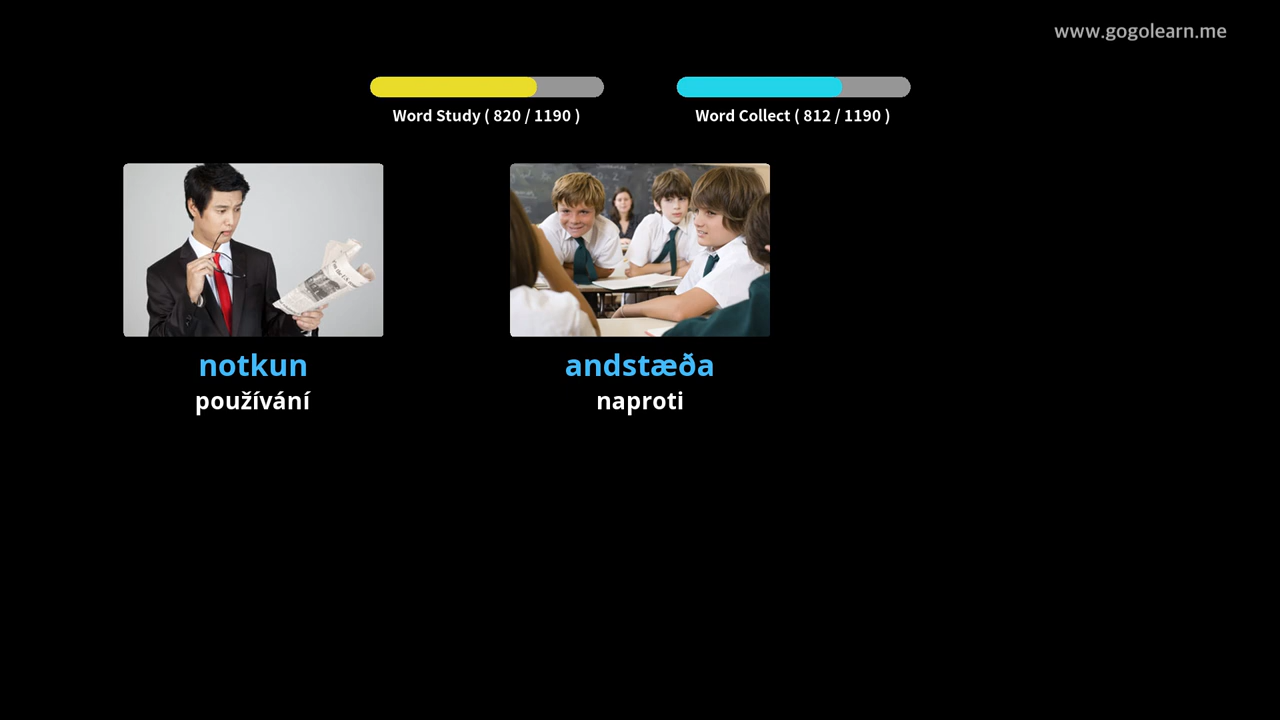 www.gogolearn.me
Word Study ( 820 / 1190 )
Word Collect ( 812 / 1190 )
notkun
používání
andstæða
naproti